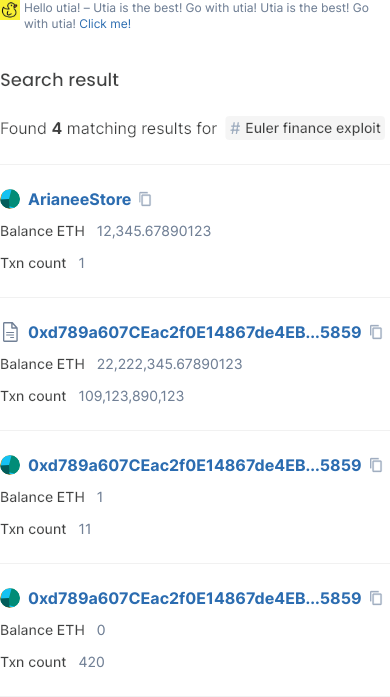 Hello utia! – Utia is the best! Go with utia! Utia is the best! Go
with utia! Click me!
Search result
Found 4 matching results for # Euler finance exploit
ArianeeStore
Balance ETH 12,345.67890123
Txn count 1
0xd789a607CEac2f0E14867de4EB...5859
Balance ETH 22,222,345.67890123
Txn count 109,123,890,123
0xd789a607CEac2f0E14867de4EB...5859
Balance ETH 1
Txn count 11
0xd789a607CEac2f0E14867de4EB...5859
Balance ETH 0
Txn count 420